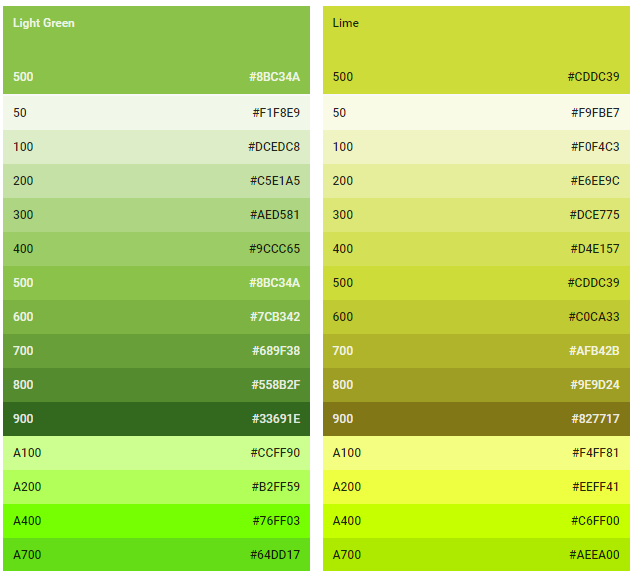 Light Green
500 #8BC34A
50 #F1F8E9
100 #DCEDC8
200 #C5E1A5
300 #AED581
400 #9CCC65
500 #8BC34A
600 #7CB342
700 #689F38
800 #558B2F
900 #33691E
A100 #CCFF90
A200 #B2FF59
A400 #76FF03
A700 #64DD17
Lime
500 #CDDC39
50 #F9FBE7
100 #F0F4C3
200 #E6EE9C
300 #DCE775
400 #D4E157
500 #CDDC39
600 #C0CA33
700 #AFB42B
800 #9E9D24
900 #827717
A100 #F4FF81
A200 #EEFF41
A400 #C6FF00
A700 #AEEA00